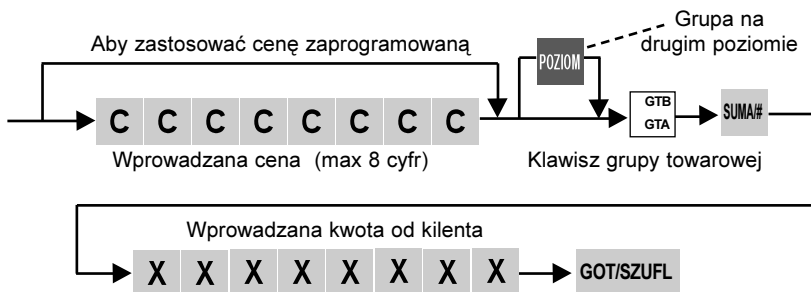 Grupa na
drugim poziomie
Aby zastosować cenę zaprogramowaną
POZIOM
C C C C C C C C
GTB
GTA
SUMA/#
Wprowadzana cena (max 8 cyfr)
Klawisz grupy towarowej
Wprowadzana kwota od kilenta
X X X X X X X X
GOT/SZUFL